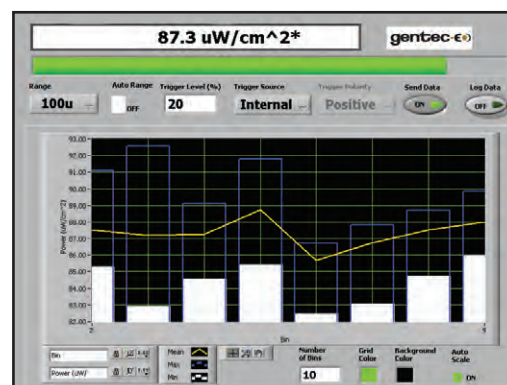 87.3 uW/cm^2*
gentec-EO
Range
Auto Range
Trigger Level (%)
Trigger Source
Trigger Polarity
Send Data
Log Data
100u
OFF
20
Internal
Positive
ON
OFF
Power (uW/cm^2)
93.00
92.00
91.00
90.00
89.00
88.00
87.00
86.00
85.00
84.00
83.00
82.00
Bin
Bin
Power (uW/
Mean
Max
Min
Number
of Bins
10
Grid
Color
Background
Color
Auto
Scale
ON